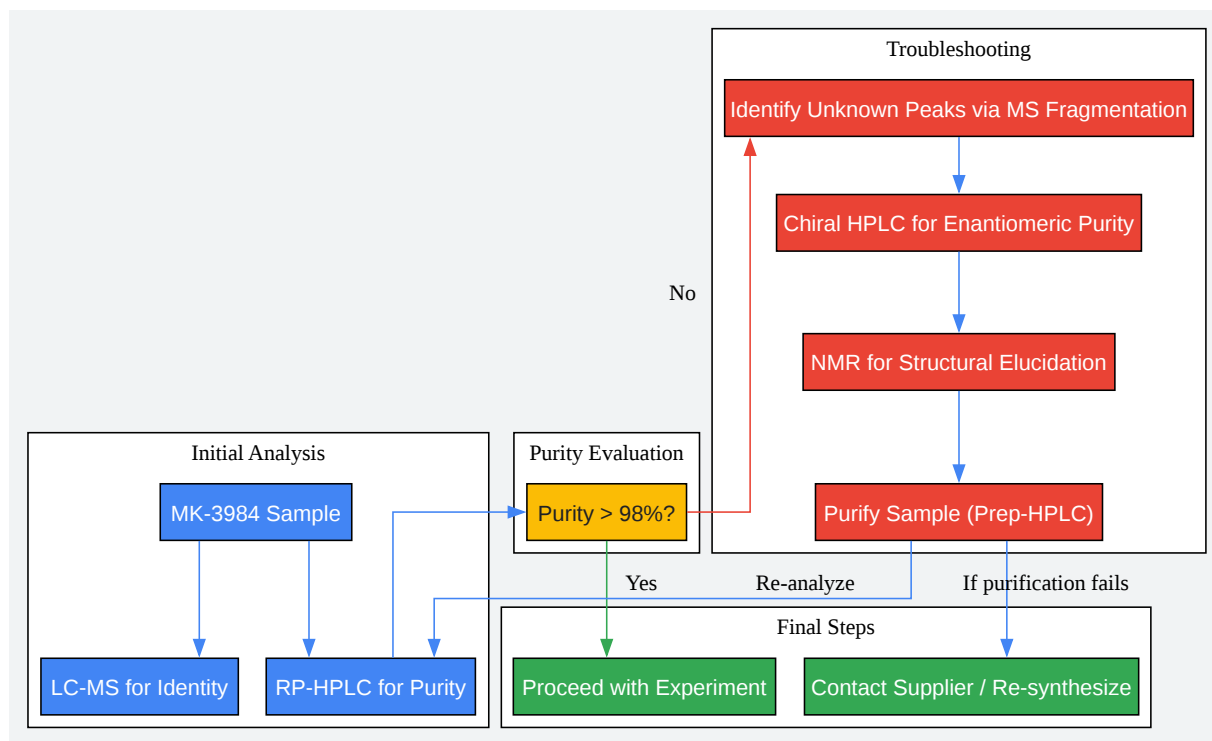 Troubleshooting
Identify Unknown Peaks via MS Fragmentation
Chiral HPLC for Enantiomeric Purity
No
NMR for Structural Elucidation
Initial Analysis
Purity Evaluation
MK-3984 Sample
Purity > 98%?
Purify Sample (Prep-HPLC)
Yes
Re-analyze
If purification fails
Final Steps
LC-MS for Identity
RP-HPLC for Purity
Proceed with Experiment
Contact Supplier / Re-synthesize